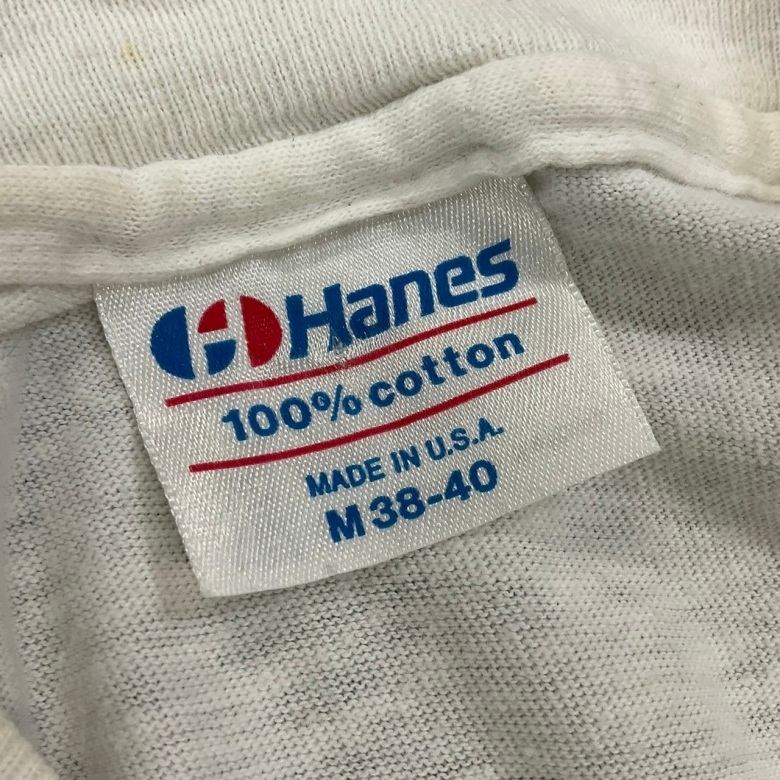 Hanes
100% cotton
MADE IN U.S.A.
M 38-40